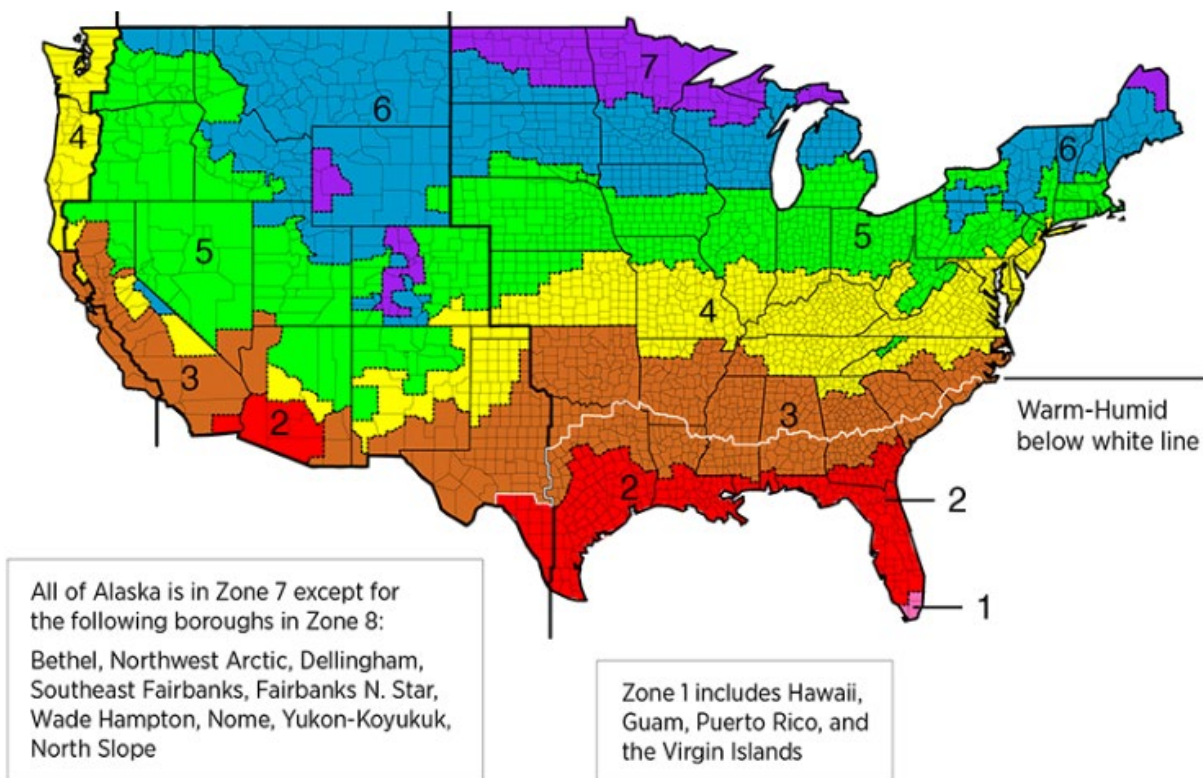 7
6
4
6
5
5
4
3
3
2
Warm-Humid
below white line
2
2
1
All of Alaska is in Zone 7 except for
the following boroughs in Zone 8:
Bethel, Northwest Arctic, Dellingham,
Southeast Fairbanks, Fairbanks N. Star,
Wade Hampton, Nome, Yukon-Koyukuk,
North Slope
Zone 1 includes Hawaii,
Guam, Puerto Rico, and
the Virgin Islands